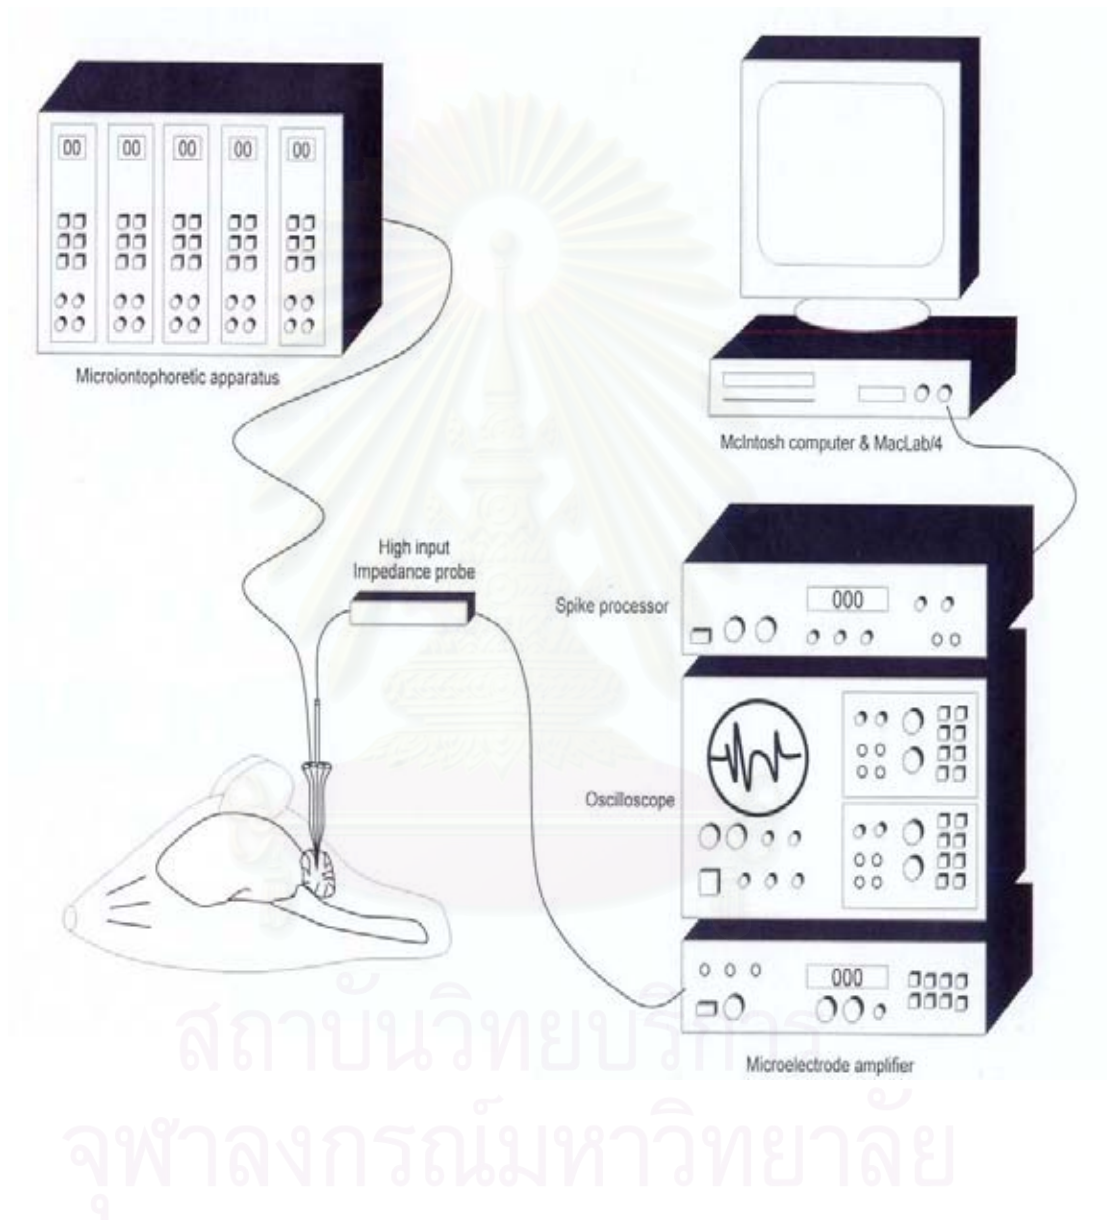 00 00 00 00 00
Microiontophoretic apparatus
McIntosh computer & MacLab/4
High input
Impedance probe
Spike processor
000
Oscilloscope
000
Microelectrode amplifier
สถาบันวิทยบริการ
จุฬาลงกรณ์มหาวิทยาลัย